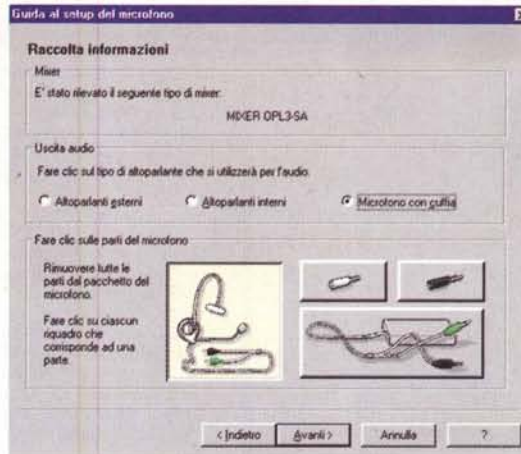 Guida al setup del microfono
Raccolta informazioni
Mixer
E' stato rilevato il seguente tipo di mixer:
MIXER OPL3-SA
Uscita audio
Fare clic sul tipo di altoparlante che si utilizzerà per l'audio.
Altoparlanti esterni
Altoparlanti interni
Microfono con cuffia
Fare clic sulle parti del microfono
Rimuovere tutte le
parti dal pacchetto del
microfono.
Fare clic su ciascun
riquadro che
corrisponde ad una
parte.
< Indietro
Avanti >
Annulla
?